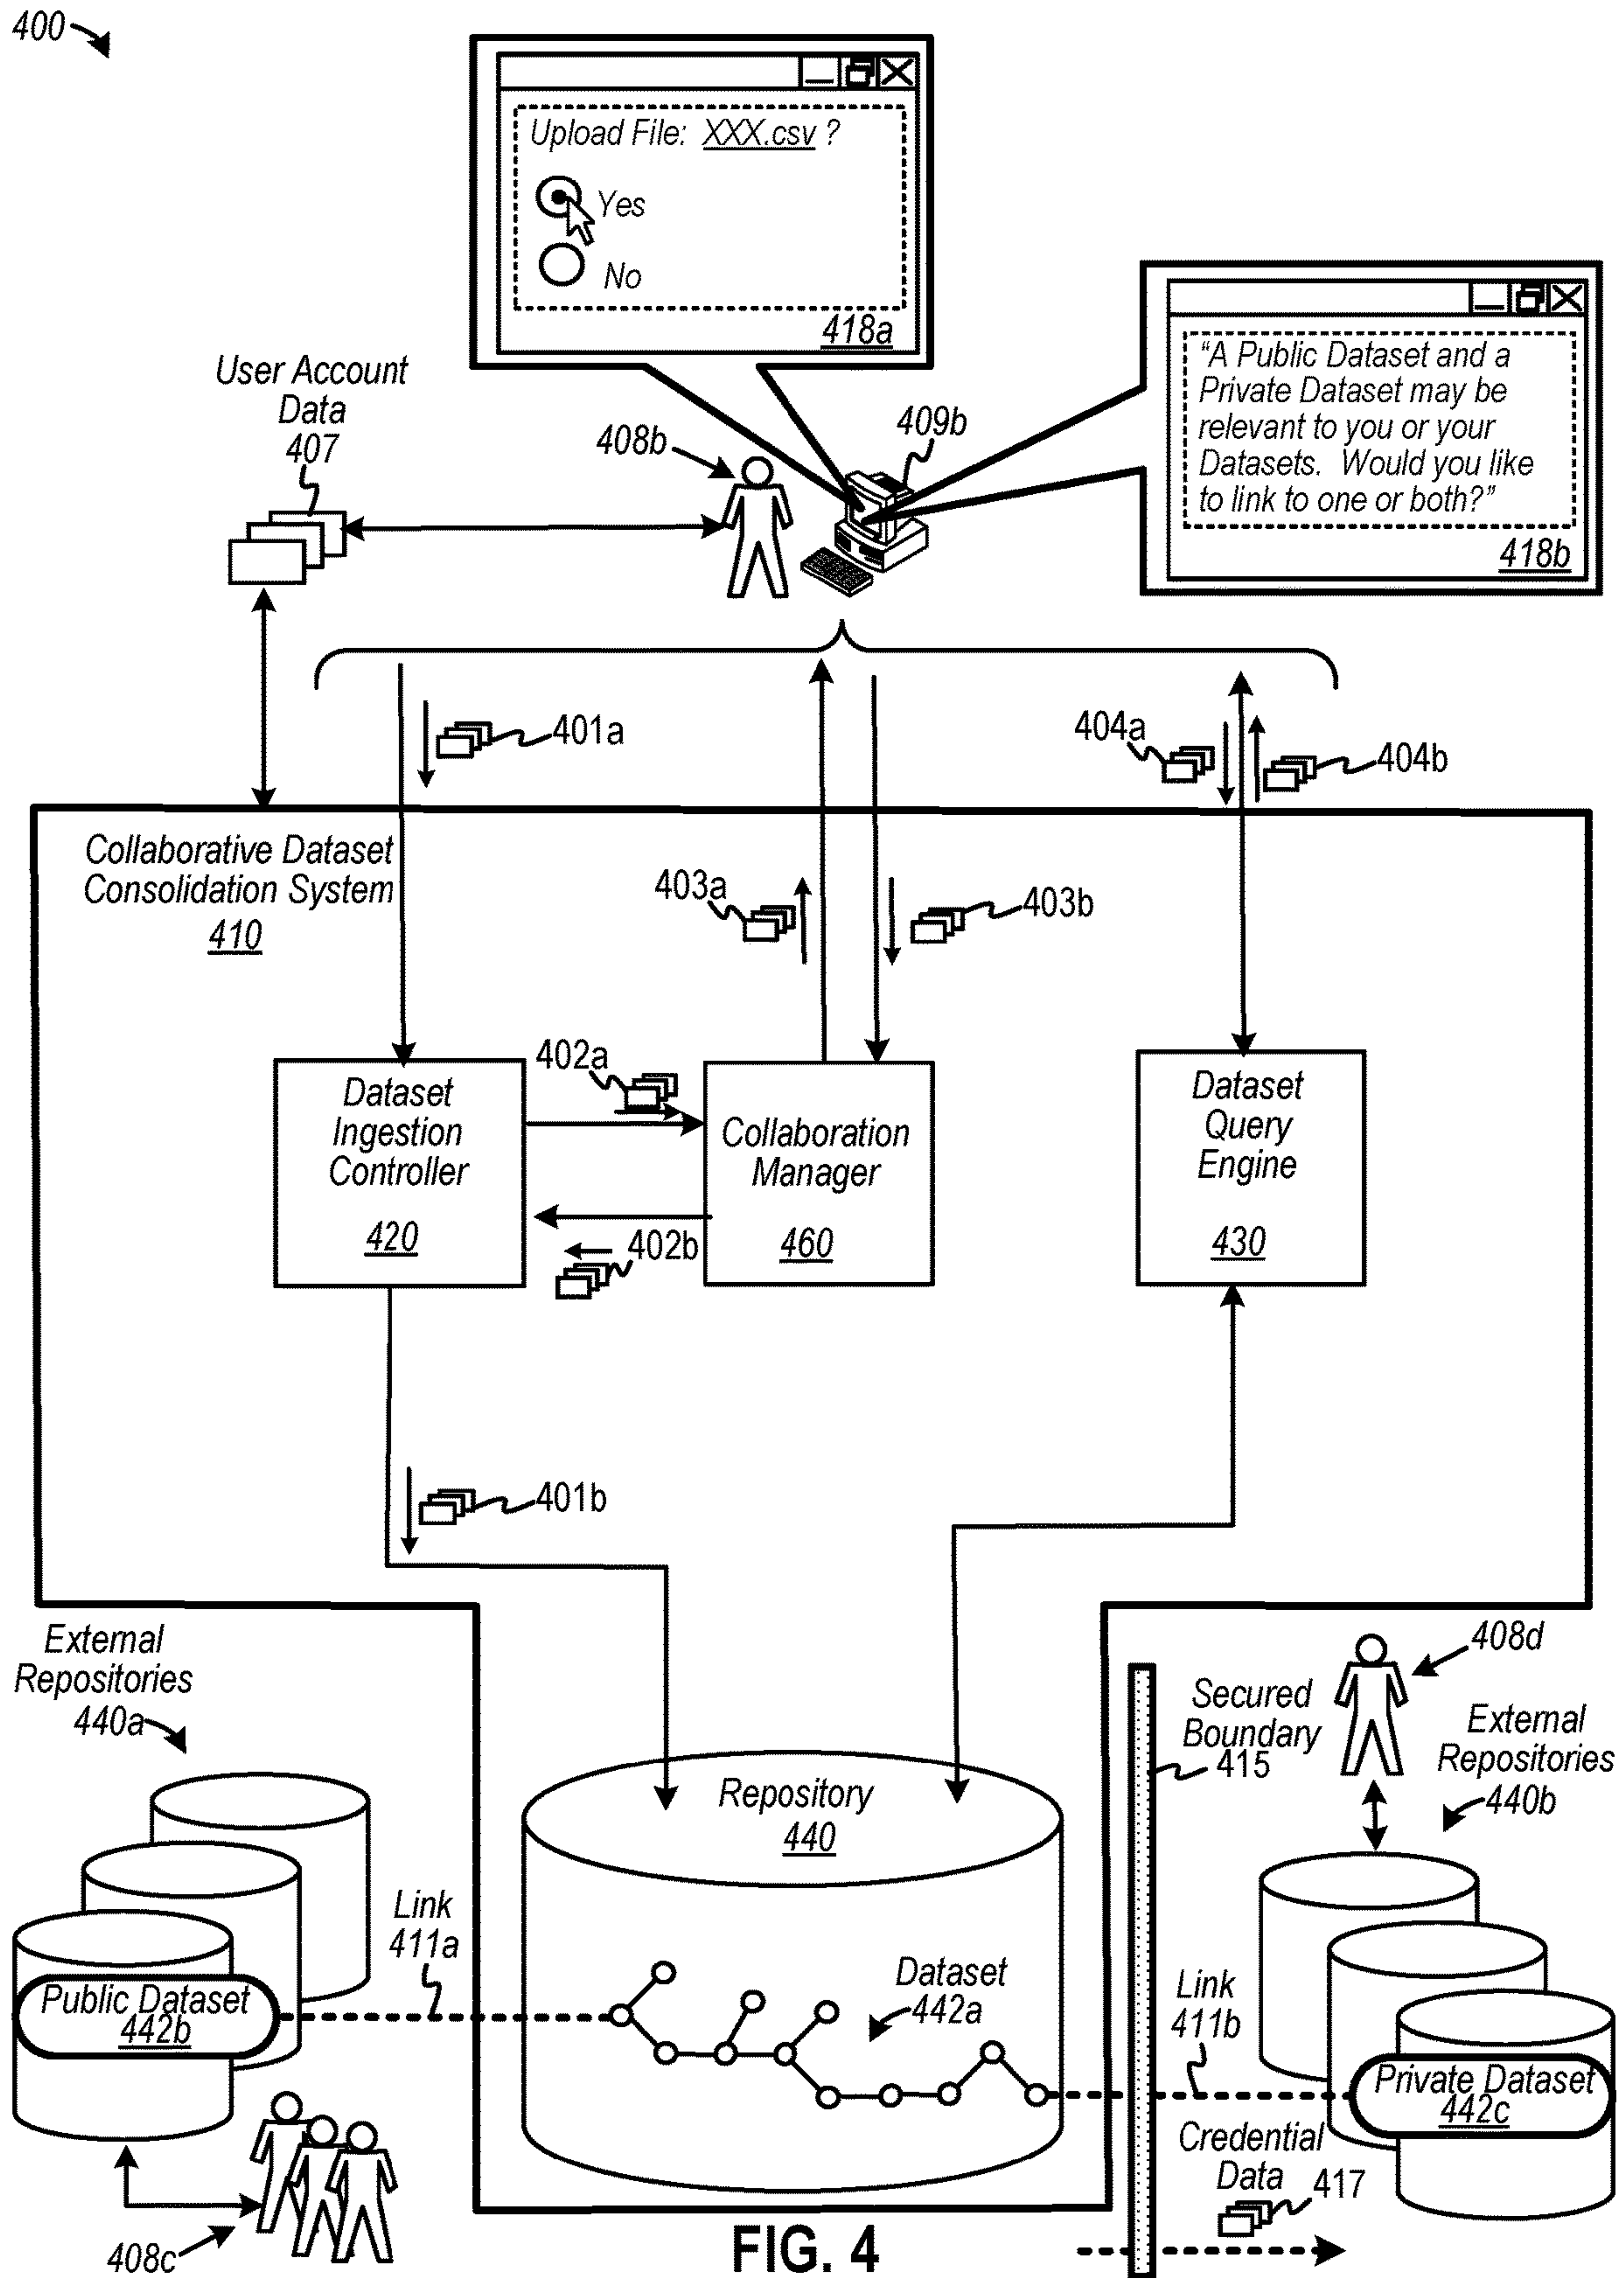 400
Upload File: XXX.csv ?
Yes
No
418a
"A Public Dataset and a
Private Dataset may be
relevant to you or your
Datasets. Would you like
to link to one or both?"
418b
User Account
Data
407
408b
409b
401a
404a
404b
Collaborative Dataset
Consolidation System
410
403a
403b
402a
Dataset
Ingestion
Controller
420
Collaboration
Manager
460
Dataset
Query
Engine
430
402b
401b
External
Repositories
440a
408d
Secured
Boundary
415
External
Repositories
440b
Repository
440
Link
411a
Dataset
442a
Public Dataset
442b
Link
411b
Private Dataset
442c
Credential
Data
417
408c
FIG. 4